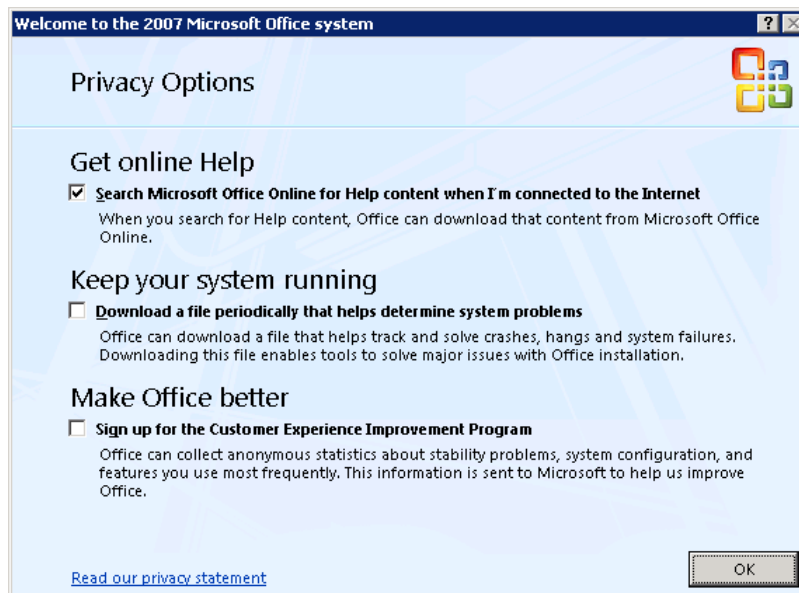 Welcome to the 2007 Microsoft Office system
Privacy Options
Get online Help
Search Microsoft Office Online for Help content when I'm connected to the Internet
When you search for Help content, Office can download that content from Microsoft Office
Online.
Keep your system running
Download a file periodically that helps determine system problems
Office can download a file that helps track and solve crashes, hangs and system failures.
Downloading this file enables tools to solve major issues with Office installation.
Make Office better
Sign up for the Customer Experience Improvement Program
Office can collect anonymous statistics about stability problems, system configuration, and
features you use most frequently. This information is sent to Microsoft to help us improve
Office.
Read our privacy statement
OK